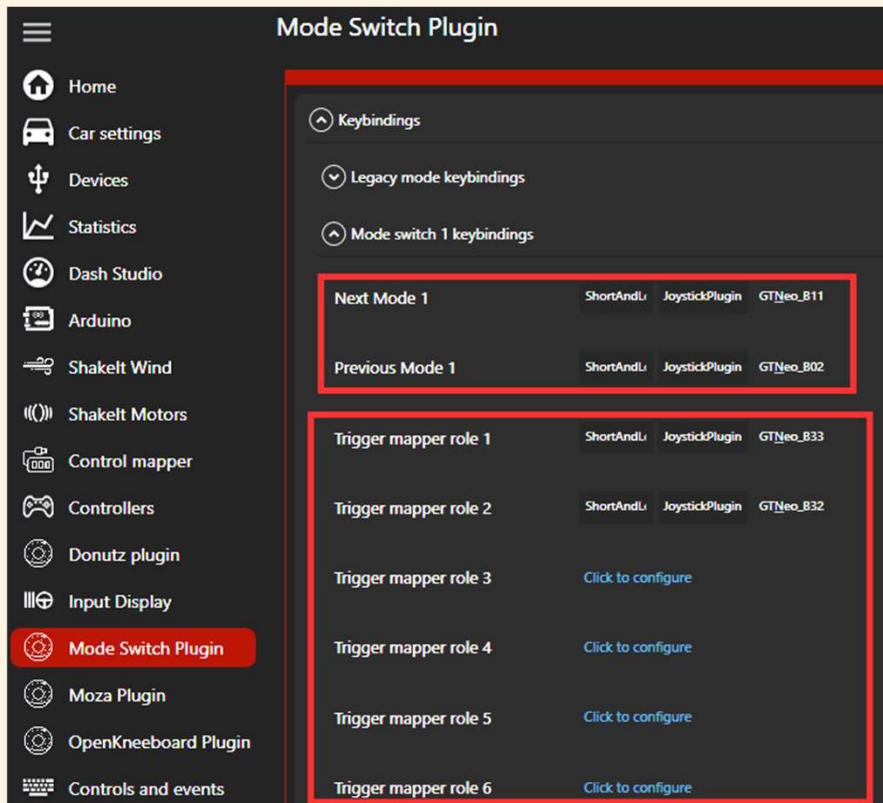 Mode Switch Plugin
Home
Car settings
Devices
Statistics
Dash Studio
Arduino
ShakeIt Wind
ShakeIt Motors
Control mapper
Controllers
Donutz plugin
Input Display
Mode Switch Plugin
Moza Plugin
OpenKneeboard Plugin
Controls and events
Keybindings
Legacy mode keybindings
Mode switch 1 keybindings
Next Mode 1 ShortAndL JoystickPlugin GTNeo_B11
Previous Mode 1 ShortAndL JoystickPlugin GTNeo_B02
Trigger mapper role 1 ShortAndL JoystickPlugin GTNeo_B33
Trigger mapper role 2 ShortAndL JoystickPlugin GTNeo_B32
Trigger mapper role 3 Click to configure
Trigger mapper role 4 Click to configure
Trigger mapper role 5 Click to configure
Trigger mapper role 6 Click to configure